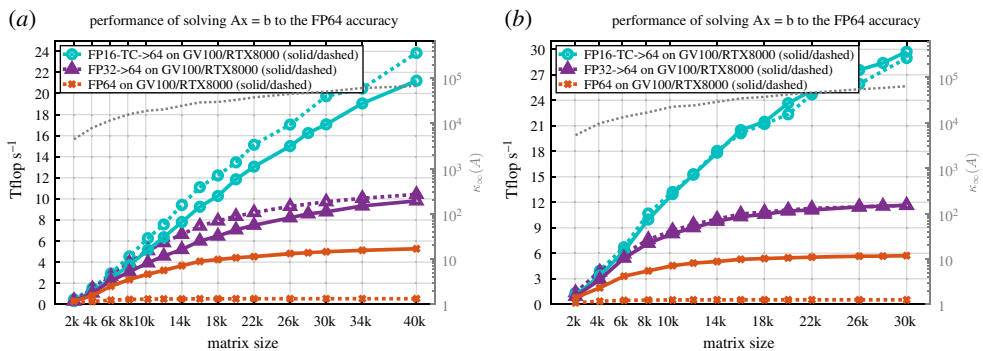 (a) performance of solving Ax = b to the FP64 accuracy
FP16-TC->64 on GV100/RTX8000 (solid/dashed)
FP32->64 on GV100/RTX8000 (solid/dashed)
FP64 on GV100/RTX8000 (solid/dashed)
24
22
20
18
16
14
12
10
8
6
4
2
0
Tflop s⁻¹
10⁵
10⁴
10³
10²
10¹
1
κ∞(A)
2k 4k 6k 8k 10k 14k 18k 22k 26k 30k 34k 40k
matrix size
(b) performance of solving Ax = b to the FP64 accuracy
FP16-TC->64 on GV100/RTX8000 (solid/dashed)
FP32->64 on GV100/RTX8000 (solid/dashed)
FP64 on GV100/RTX8000 (solid/dashed)
30
27
24
21
18
15
12
9
6
3
0
Tflop s⁻¹
10⁵
10⁴
10³
10²
10¹
1
κ∞(A)
2k 4k 6k 8k 10k 14k 18k 22k 26k 30k
matrix size